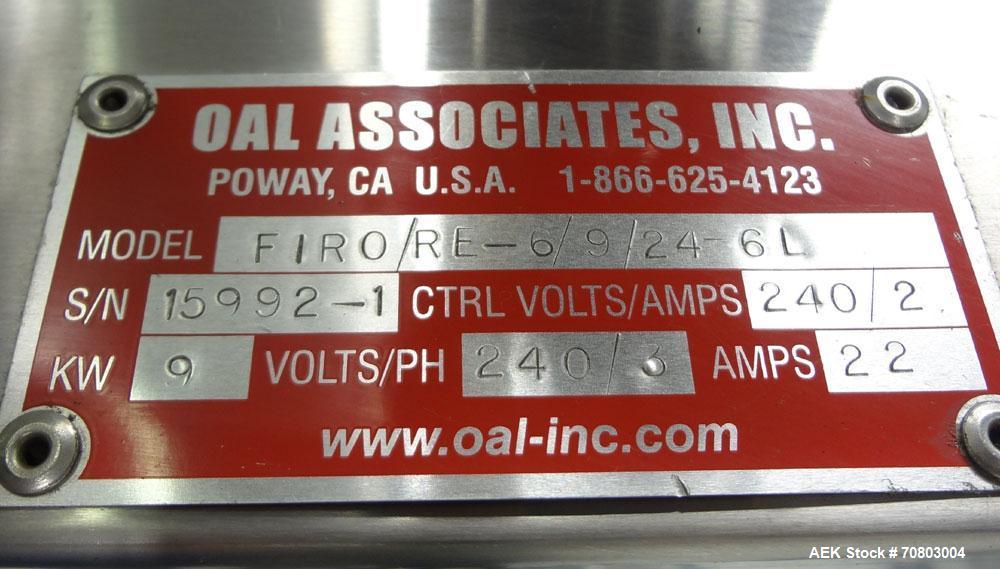 OAL ASSOCIATES, INC.
POWAY, CA U.S.A. 1-866-625-4123
MODEL FIRO/RE-6/9/24-6L
S/N 15992-1 CTRL VOLTS/AMPS 240/2
KW 9 VOLTS/PH 240/3 AMPS 22
www.oal-inc.com
AEK Stock #70803004